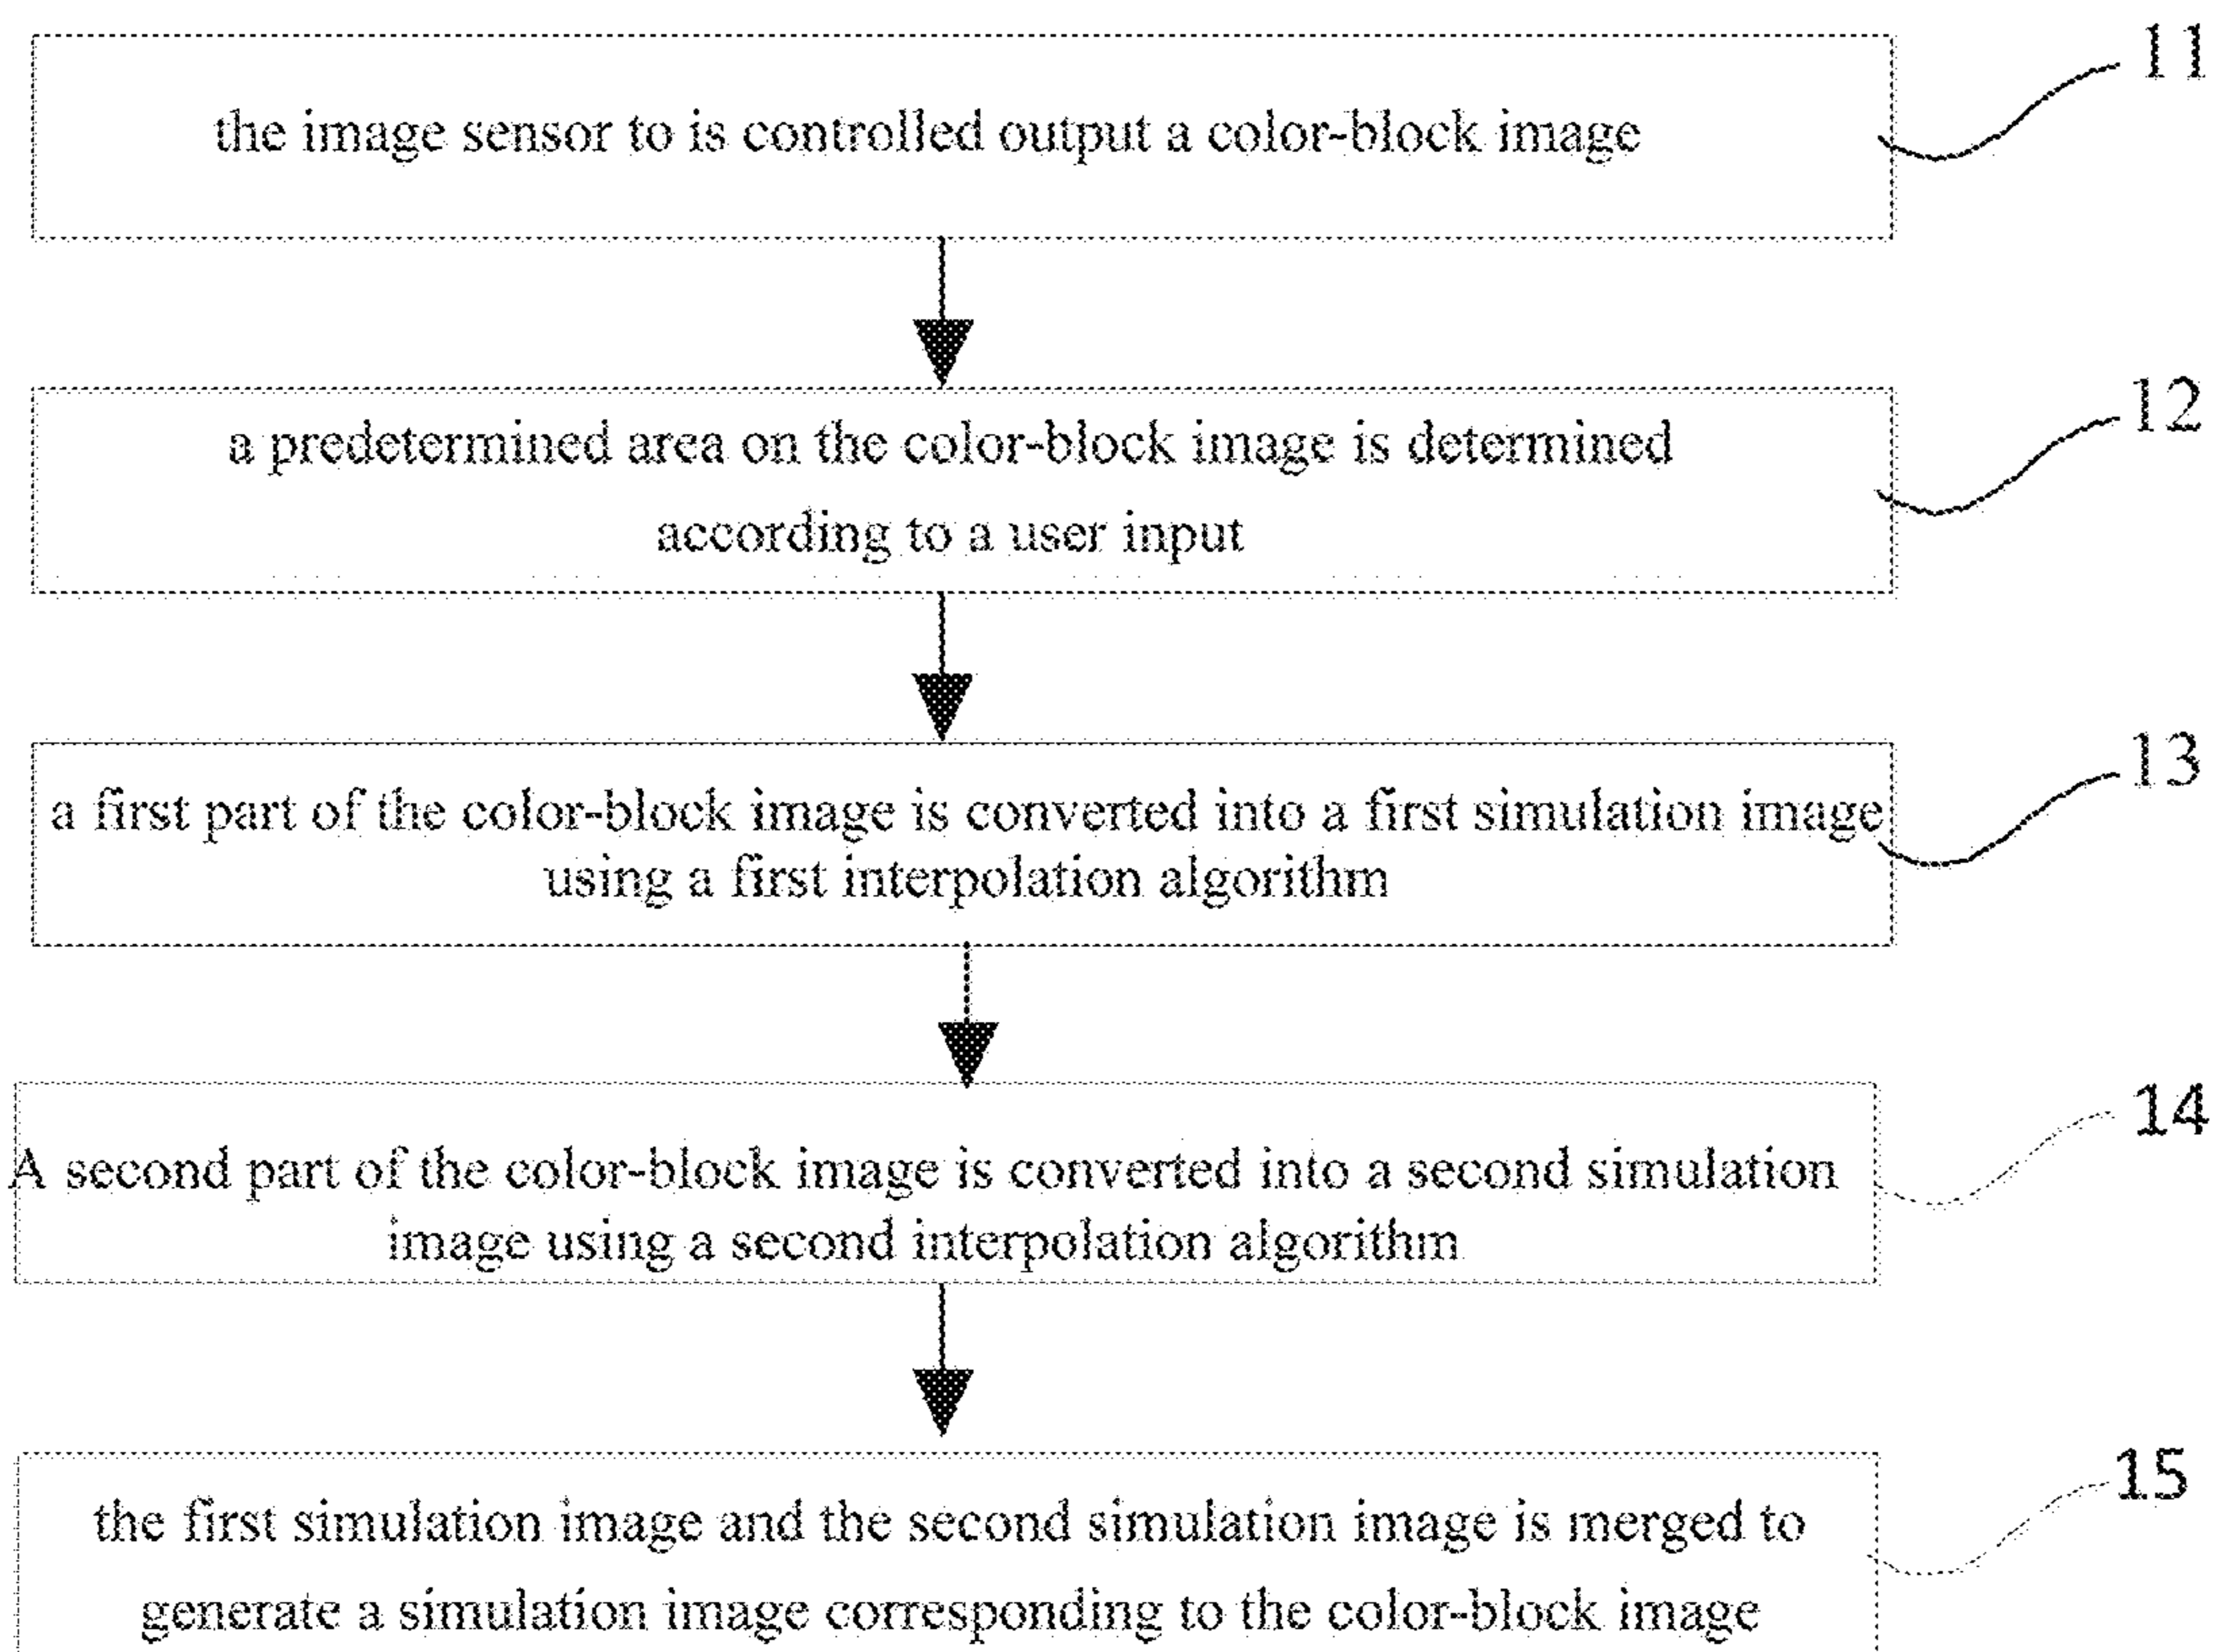 11
the image sensor to is controlled output a color-block image
12
a predetermined area on the color-block image is determined
according to a user input
13
a first part of the color-block image is converted into a first simulation image
using a first interpolation algorithm
14
A second part of the color-block image is converted into a second simulation
image using a second interpolation algorithm
15
the first simulation image and the second simulation image is merged to
generate a simulation image corresponding to the color-block image